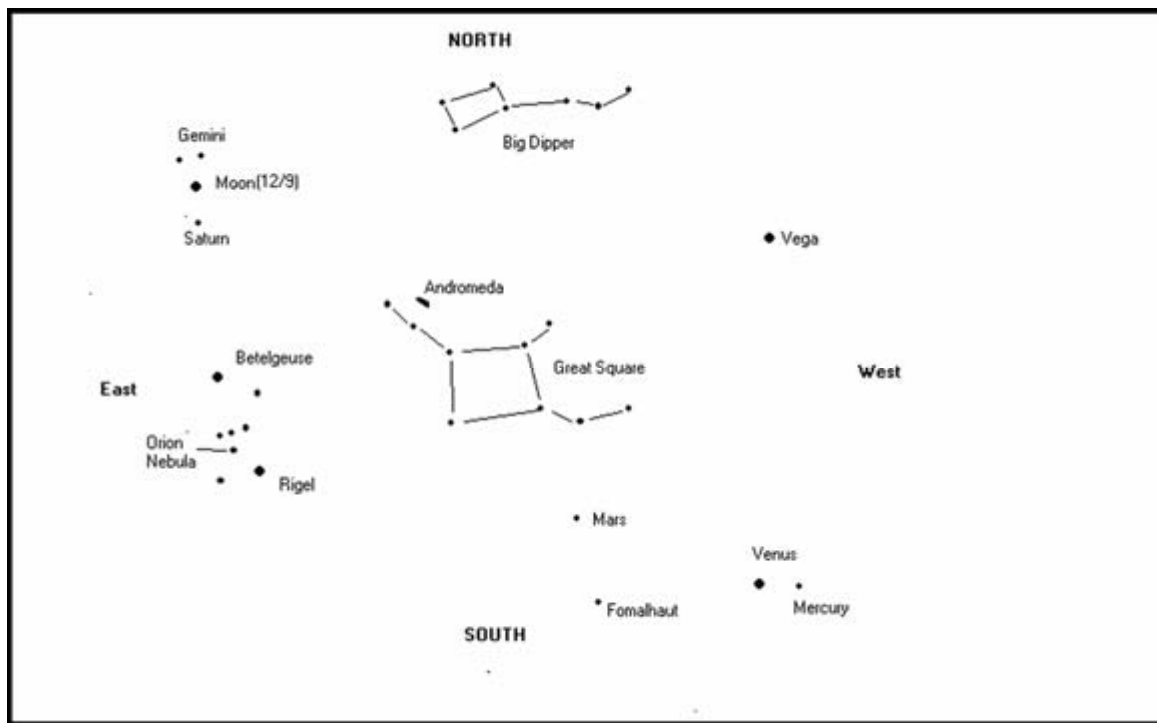 NORTH
Big Dipper
Gemini
Moon(12/9)
Saturn
Vega
Andromeda
Betelgeuse
Great Square
West
East
Orion
Nebula
Rigel
Mars
Venus
Fomalhaut
Mercury
SOUTH